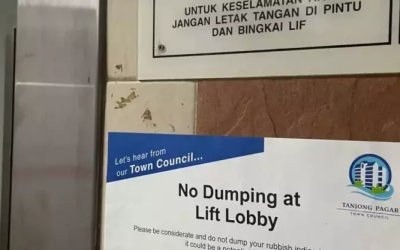 UNTUK KESELAMATAN
JANGAN LETAK TANGAN DI PINTU
DAN BINGKAI LIF
Let's hear from
our Town Council...
No Dumping at
Lift Lobby
TANJONG PAGAR
TOWN COUNCIL
Please be considerate and do not dump your rubbish
it could be a